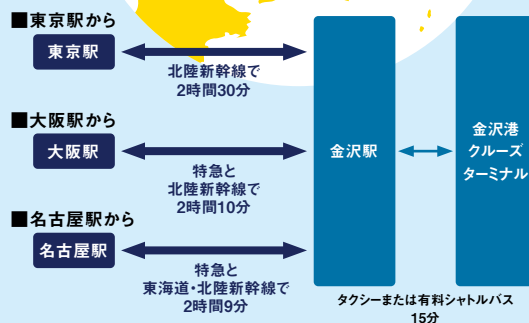 ■東京駅から
東京駅
北陸新幹線で
2時間30分
■大阪駅から
大阪駅
特急と
北陸新幹線で
2時間10分
■名古屋駅から
名古屋駅
特急と
東海道・北陸新幹線で
2時間9分
金沢駅
金沢港
クルーズ
ターミナル
タクシーまたは有料シャトルバス
15分